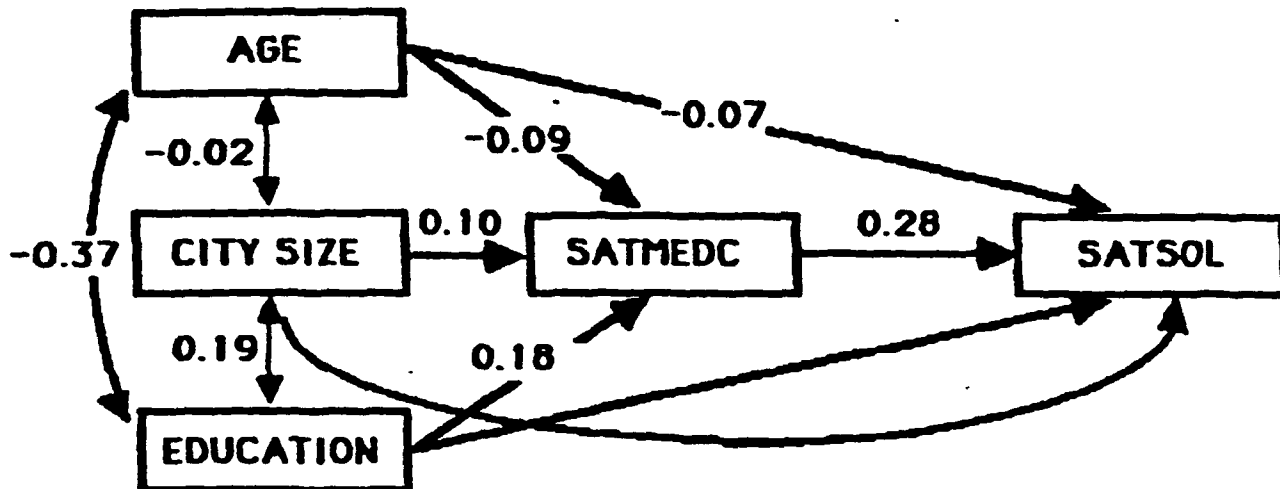 AGE
-0.07
-0.09
-0.02
0.10
0.28
-0.37
CITY SIZE
SATMEDC
SATSOL
0.19
0.18
EDUCATION